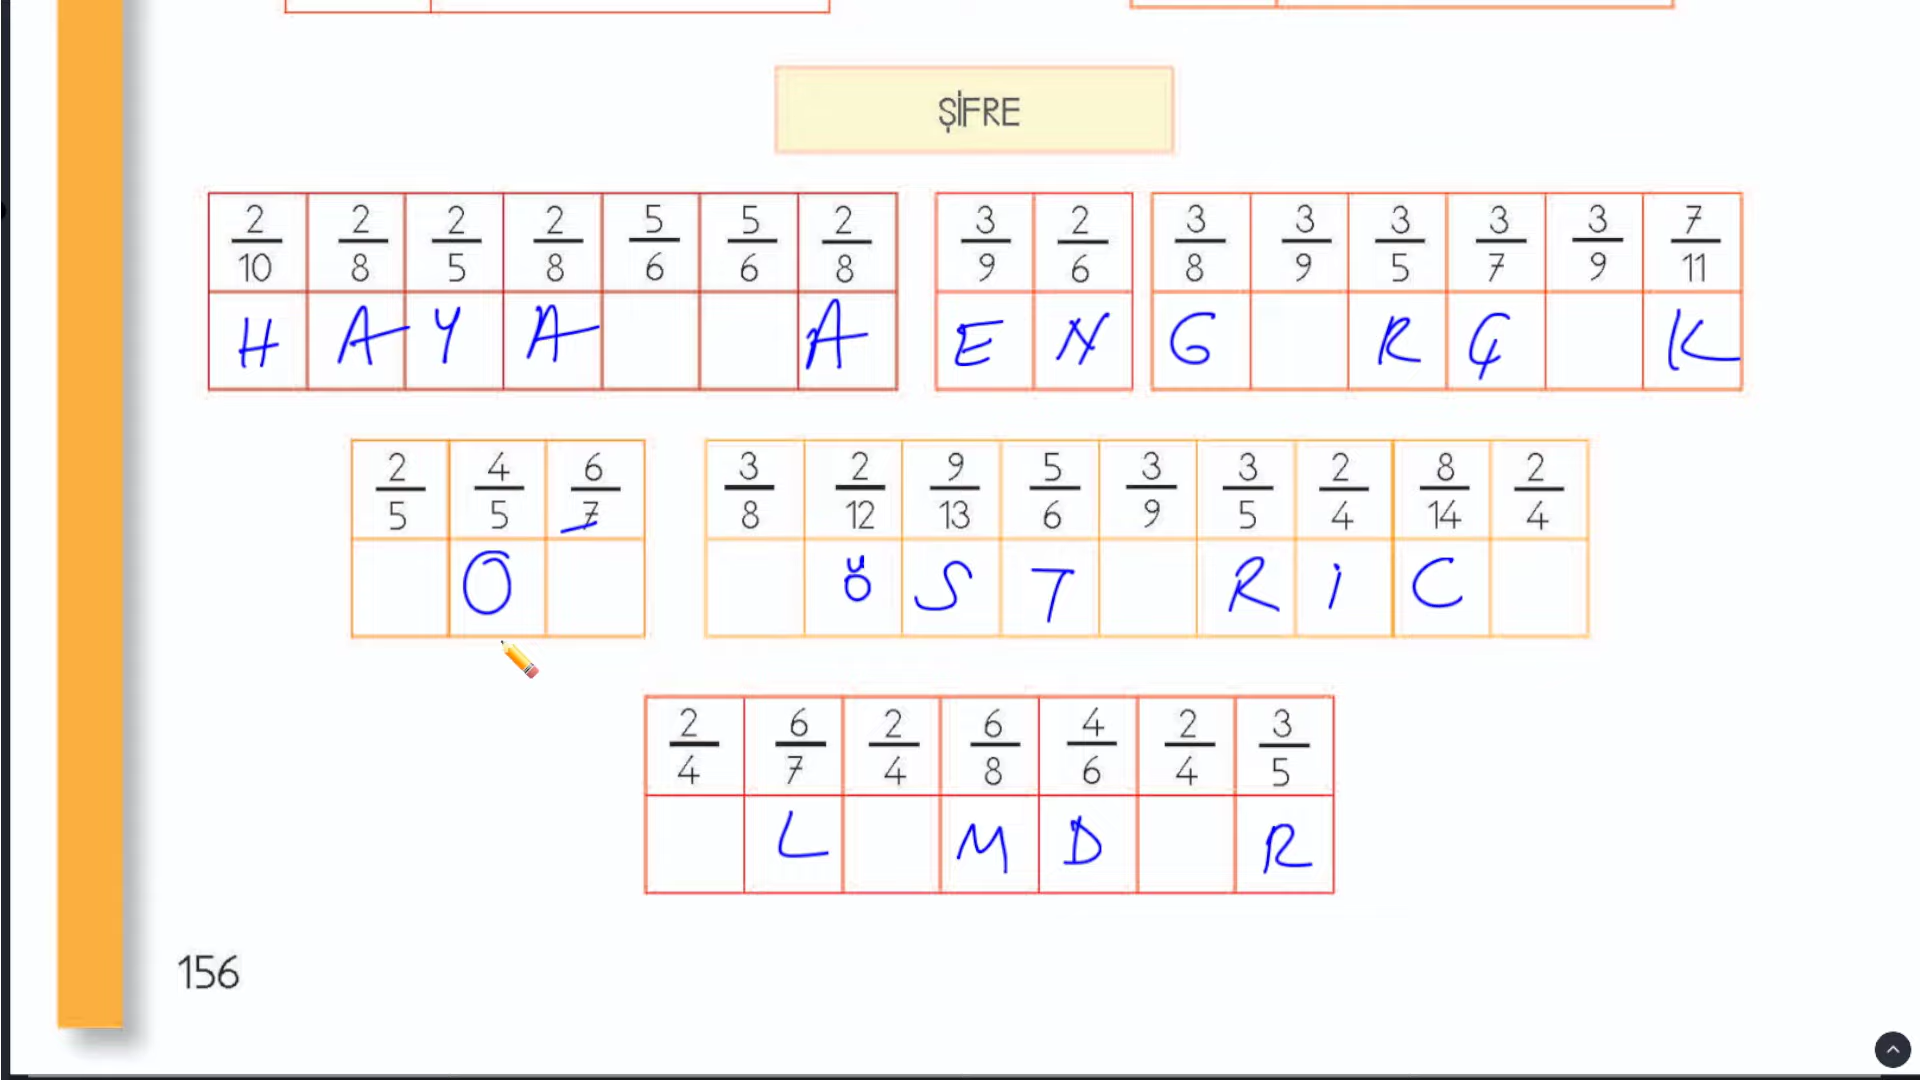 ŞİFRE
2/10 2/8 2/5 2/8 5/6 5/6 2/8 3/9 2/6 3/8 3/9 3/5 3/7 3/9 7/11
H A Y A A E N G R Ç K
2/5 4/5 6/7 3/8 2/12 9/13 5/6 3/9 3/5 2/4 8/14 2/4
O Ö S T R İ C
2/4 6/7 2/4 6/8 4/6 2/4 3/5
L M D R
156